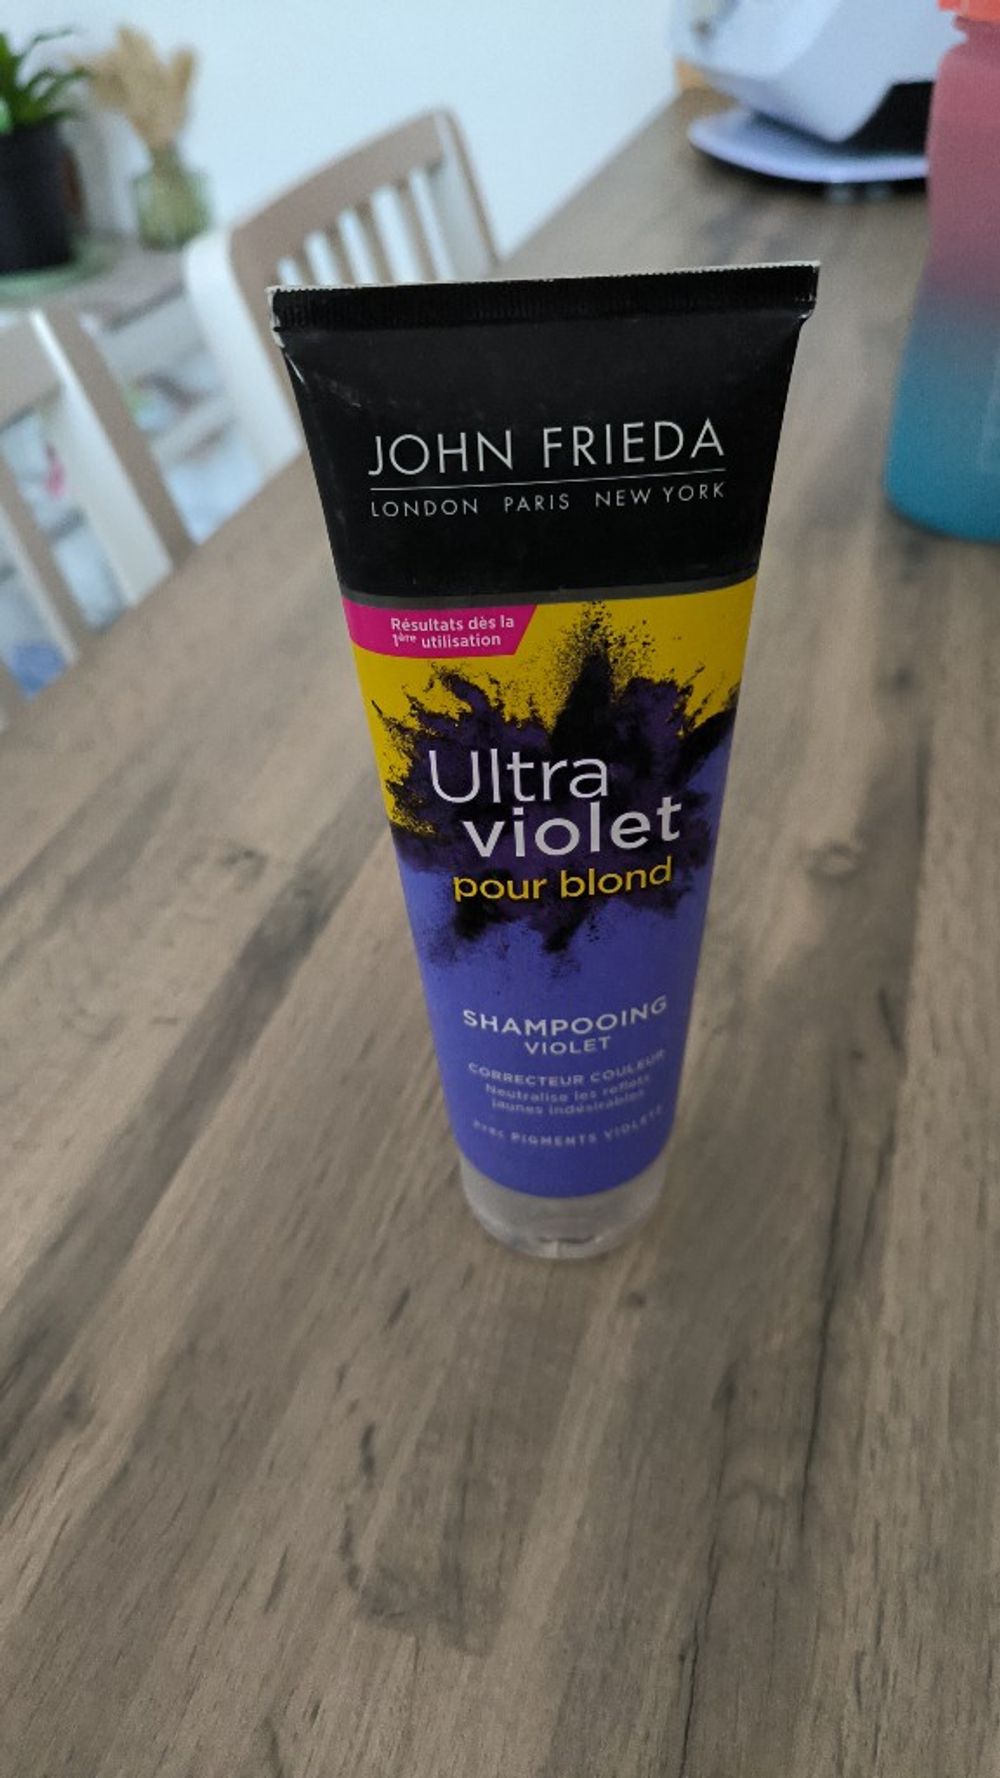 JOHN FRIEDA
LONDON PARIS NEW YORK
Résultats dès la
1ère utilisation
Ultra
violet
pour blond
SHAMPOOING
VIOLET
CORRECTEUR COULEUR
Neutralise les reflets
jaunes indésirables
AVEC PIGMENTS VIOLETS